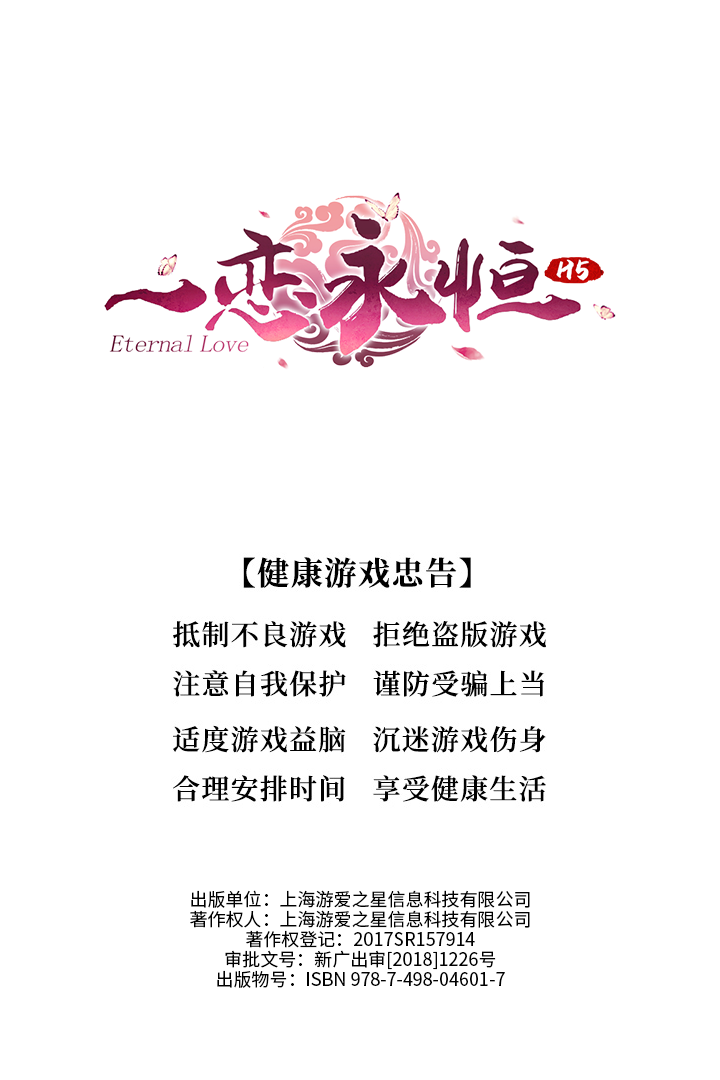 一恋永恒 H5
Eternal Love
【健康游戏忠告】
抵制不良游戏 拒绝盗版游戏
注意自我保护 谨防受骗上当
适度游戏益脑 沉迷游戏伤身
合理安排时间 享受健康生活
出版单位：上海游爱之星信息科技有限公司
著作权人：上海游爱之星信息科技有限公司
著作权登记：2017SR157914
审批文号：新广出审[2018]1226号
出版物号：ISBN 978-7-498-04601-7